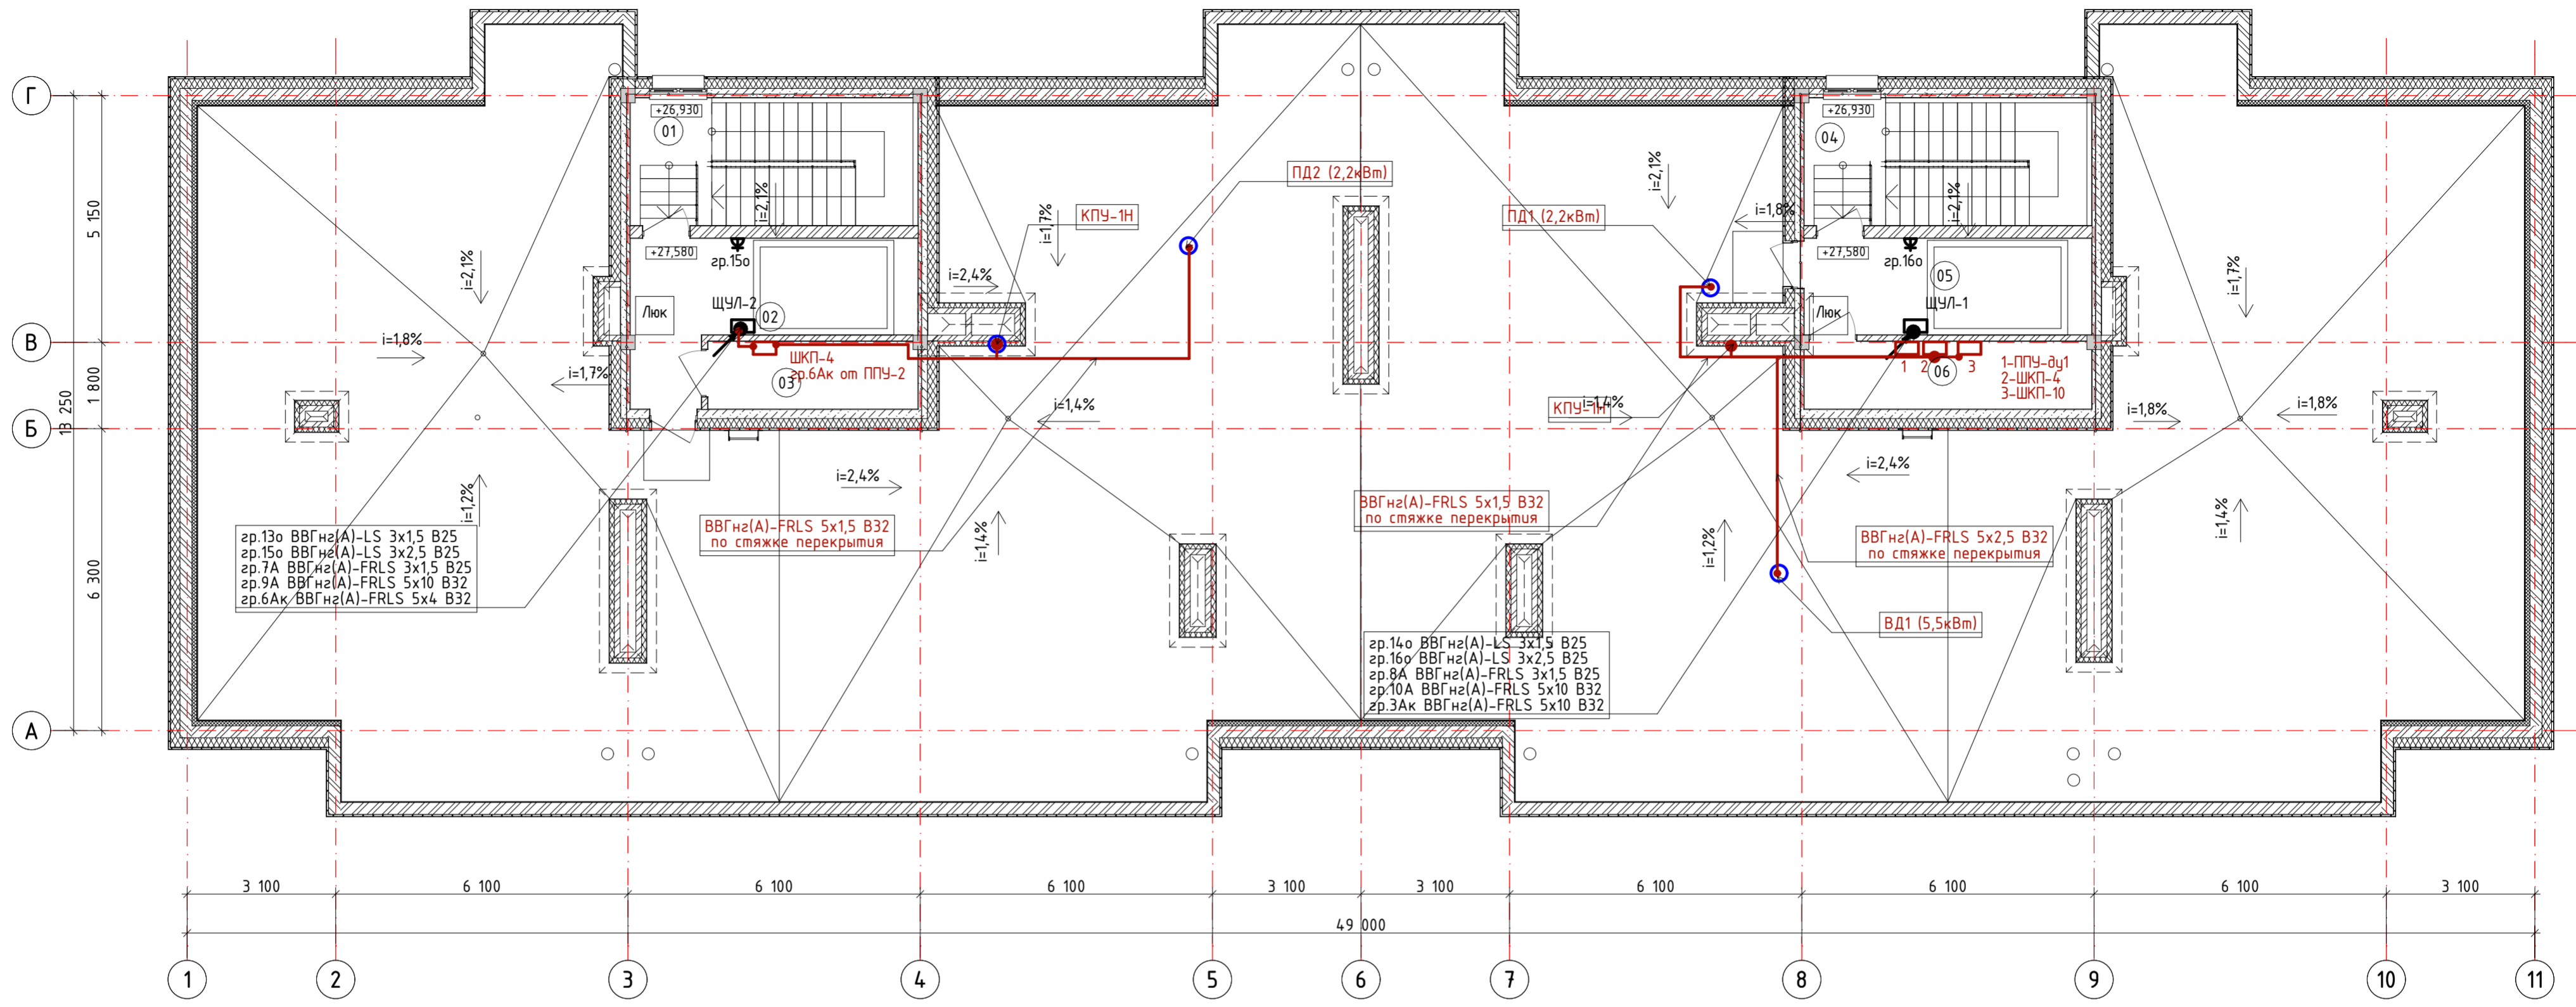 Г
В
Б
А
5 150
1 800
6 300
13 250
01
+26,930
i=2,1%
+27,580
гр.15о
ЩУЛ-2
02
Люк
ШКП-4
гр.6Ак от ППУ-2
03
i=2,1%
i=1,8%
i=1,7%
i=1,2%
i=2,4%
i=1,7%
КПУ-1Н
i=2,4%
i=1,4%
i=1,4%
ПД2 (2,2кВт)
ПД1 (2,2кВт)
i=2,1%
i=1,8%
04
+26,930
i=2,1%
+27,580
гр.16о
05
ЩУЛ-1
Люк
1
2
3
06
1-ППУ-ду1
2-ШКП-4
3-ШКП-10
КПУ-1Н
i=1,4%
i=1,7%
i=1,8%
i=1,8%
i=2,4%
i=1,4%
i=1,2%
гр.13о ВВГнг(А)-LS 3х1,5 В25
гр.15о ВВГнг(А)-LS 3х2,5 В25
гр.7А ВВГнг(А)-FRLS 3х1,5 В25
гр.9А ВВГнг(А)-FRLS 5х10 В32
гр.6Ак ВВГнг(А)-FRLS 5х4 В32
ВВГнг(А)-FRLS 5х1,5 В32
по стяжке перекрытия
ВВГнг(А)-FRLS 5х1,5 В32
по стяжке перекрытия
ВВГнг(А)-FRLS 5х2,5 В32
по стяжке перекрытия
ВД1 (5,5кВт)
гр.14о ВВГнг(А)-LS 3х1,5 В25
гр.16о ВВГнг(А)-LS 3х2,5 В25
гр.8А ВВГнг(А)-FRLS 3х1,5 В25
гр.10А ВВГнг(А)-FRLS 5х10 В32
гр.3Ак ВВГнг(А)-FRLS 5х10 В32
3 100
6 100
6 100
6 100
3 100
3 100
6 100
6 100
6 100
3 100
49 000
1
2
3
4
5
6
7
8
9
10
11